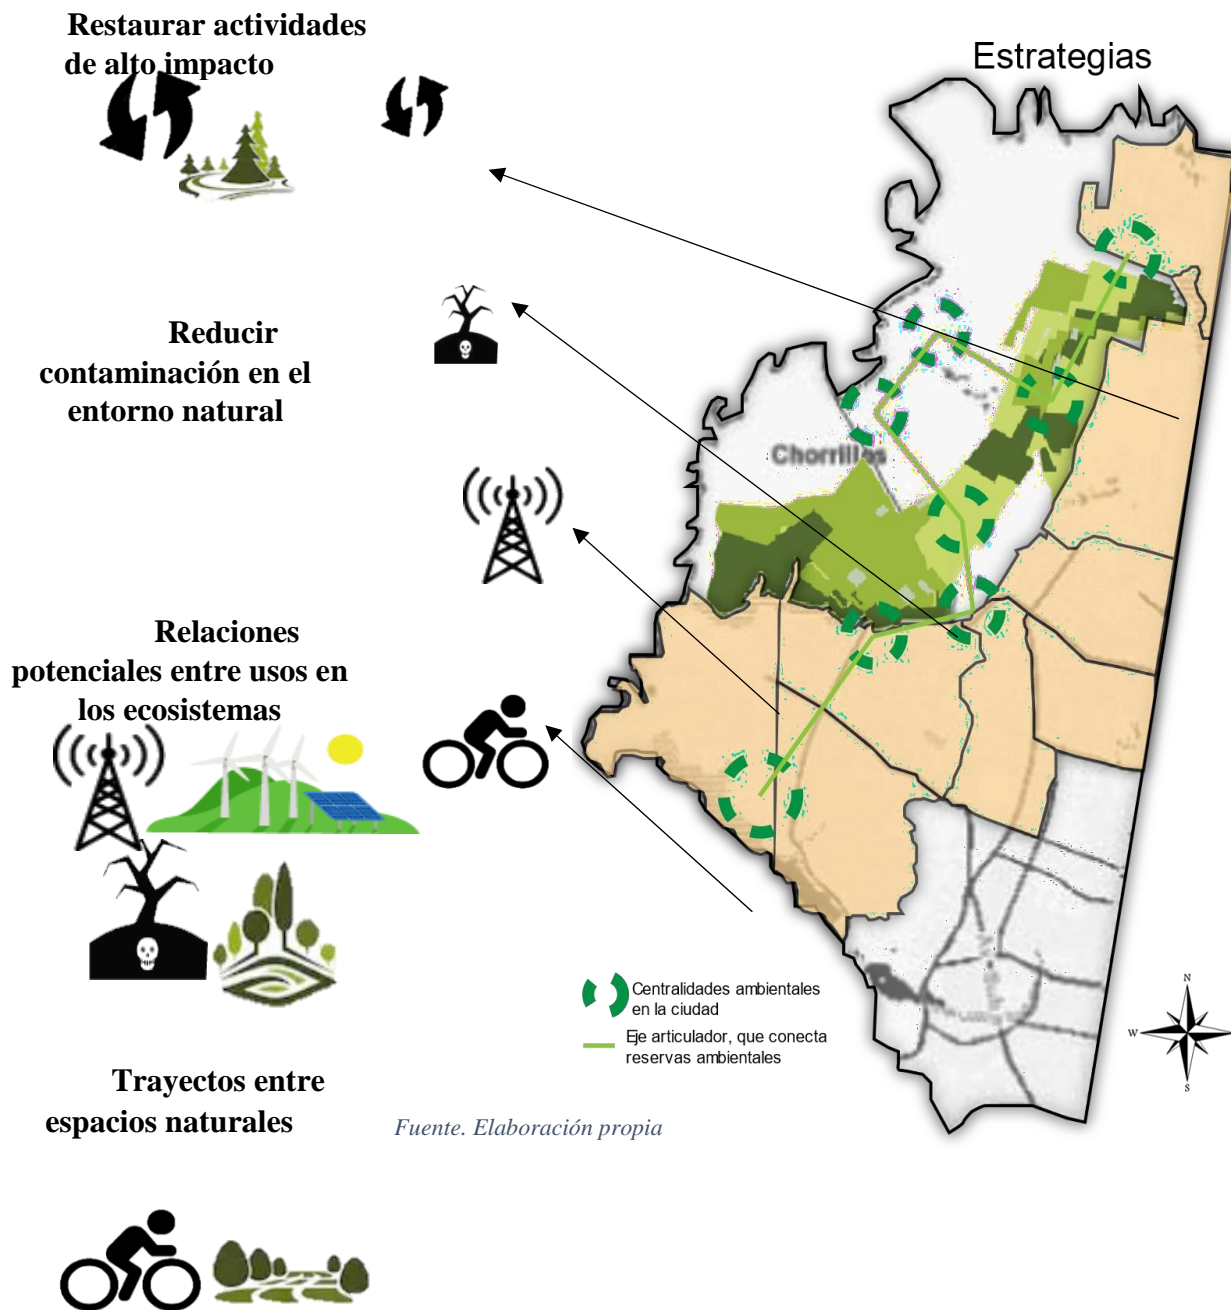 Restaurar actividades
de alto impacto
Estrategias
Reducir
contaminación en el
entorno natural
Chorrillos
Relaciones
potenciales entre usos en
los ecosistemas
Centralidades ambientales
en la ciudad
Eje articulador, que conecta
reservas ambientales
N
W
S
Trayectos entre
espacios naturales
Fuente. Elaboración propia